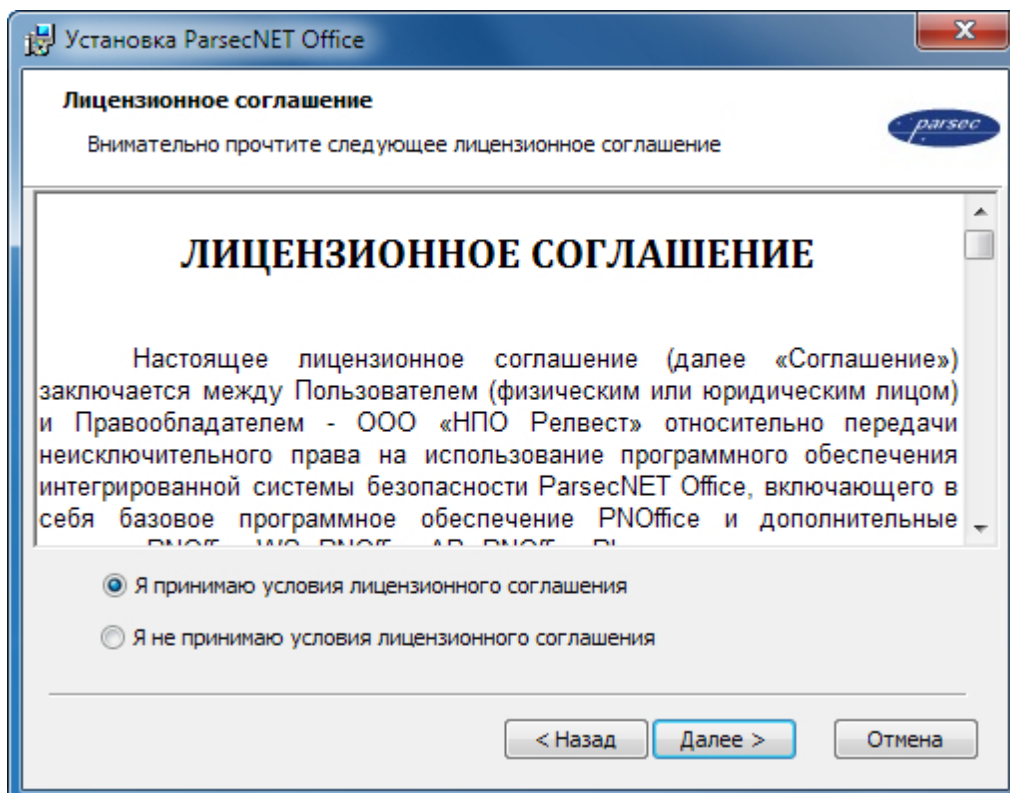 Установка ParsecNET Office
Лицензионное соглашение
parsec
Внимательно прочтите следующее лицензионное соглашение
ЛИЦЕНЗИОННОЕ СОГЛАШЕНИЕ
Настоящее лицензионное соглашение (далее «Соглашение»)
заключается между Пользователем (физическим или юридическим лицом)
и Правообладателем - ООО «НПО Релвест» относительно передачи
неисключительного права на использование программного обеспечения
интегрированной системы безопасности ParsecNET Office, включающего в
себя базовое программное обеспечение PNOffice и дополнительные
Я принимаю условия лицензионного соглашения
Я не принимаю условия лицензионного соглашения
< Назад
Далее >
Отмена